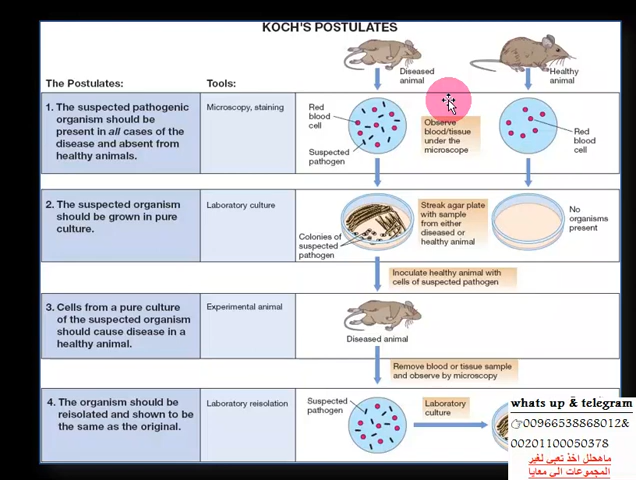 KOCH'S POSTULATES
The Postulates:
Tools:
Diseased
animal
Healthy
animal
1. The suspected pathogenic
organism should be
present in all cases of the
disease and absent from
healthy animals.
Microscopy, staining
Red
blood
cell
Suspected
pathogen
Observe
blood/tissue
under the
microscope
Red
blood
cell
2. The suspected organism
should be grown in pure
culture.
Laboratory culture
Colonies of
suspected
pathogen
Streak agar plate
with sample
from either
diseased or
healthy animal
No
organisms
present
Inoculate healthy animal with
cells of suspected pathogen
3. Cells from a pure culture
of the suspected organism
should cause disease in a
healthy animal.
Experimental animal
Diseased animal
Remove blood or tissue sample
and observe by microscopy
4. The organism should be
reisolated and shown to be
the same as the original.
Laboratory reisolation
Suspected
pathogen
Laboratory
culture
whats up & telegram
00966538868012&
00201100050378
ماهحلل اخذ تعبى لغير
المجموعات الى معايا